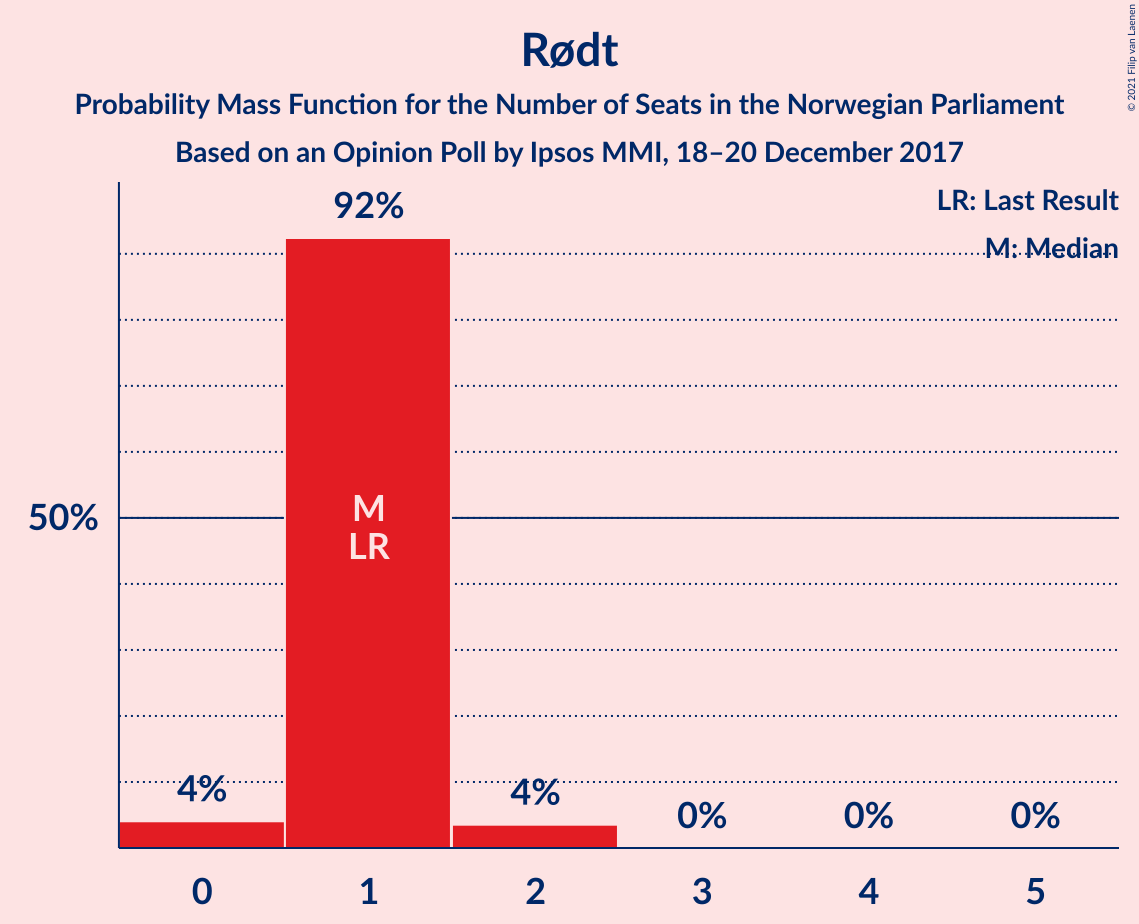 Rødt
Probability Mass Function for the Number of Seats in the Norwegian Parliament
Based on an Opinion Poll by Ipsos MMI, 18–20 December 2017
© 2021 Filip van Laenen
LR: Last Result
M: Median
92%
50%
M
LR
4%
4%
0%
0%
0%
0
1
2
3
4
5